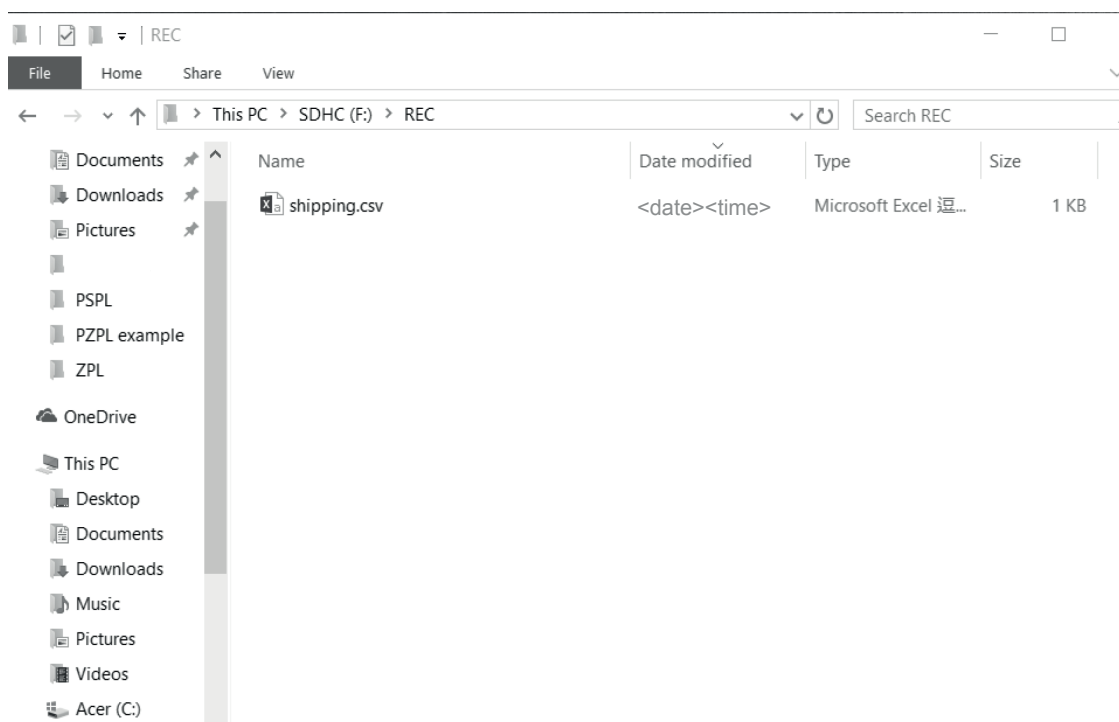 REC
File Home Share View
This PC > SDHC (F:) > REC
Search REC
Documents
Downloads
Pictures
PSPL
PZPL example
ZPL
OneDrive
This PC
Desktop
Documents
Downloads
Music
Pictures
Videos
Acer (C:)
Name Date modified Type Size
shipping.csv <date><time> Microsoft Excel 逗... 1 KB